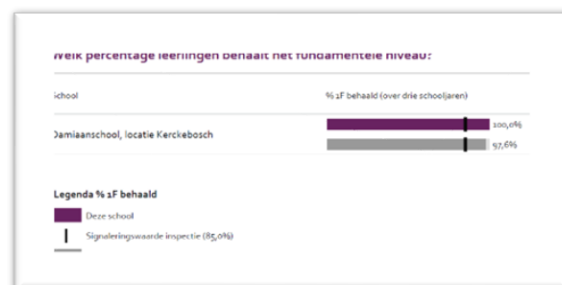 Welk percentage leerlingen behaalt het fundamentele niveau?
School
% 1F behaald (over drie schooljaren)
Damiaanschool, locatie Kerckebosch
100,0%
97,6%
Legenda % 1F behaald
Deze school
Signaleringswaarde inspectie (85,0%)